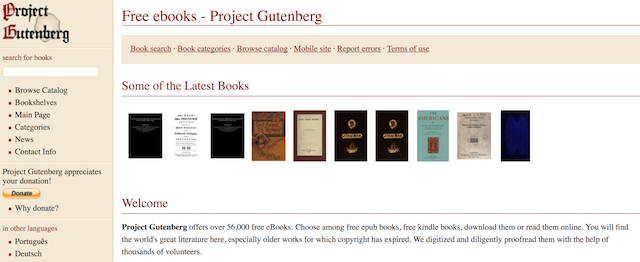 Project
Gutenberg
search for books
Browse Catalog
Bookshelves
Main Page
Categories
News
Contact Info
Project Gutenberg appreciates
your donation!
Donate
Why donate?
in other languages
Português
Deutsch
Free ebooks - Project Gutenberg
Book search · Book categories · Browse catalog · Mobile site · Report errors · Terms of use
Some of the Latest Books
THE
AMERICANS
Welcome
Project Gutenberg offers over 56,000 free eBooks: Choose among free epub books, free kindle books, download them or read them online. You will find
the world's great literature here, especially older works for which copyright has expired. We digitized and diligently proofread them with the help of
thousands of volunteers.